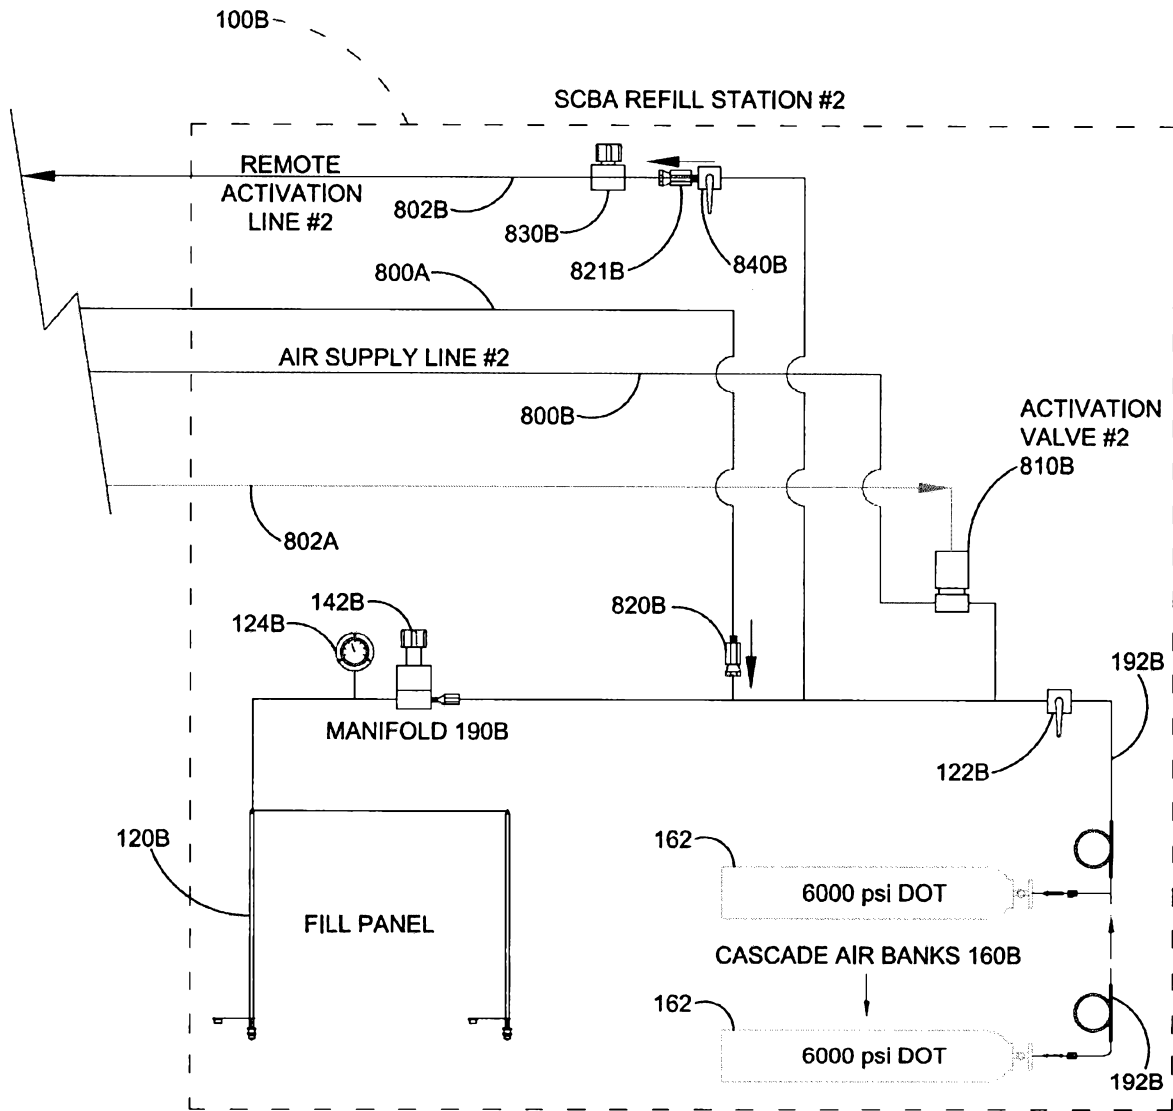 100B
SCBA REFILL STATION #2
REMOTE
ACTIVATION
LINE #2
802B
830B
821B
840B
800A
AIR SUPPLY LINE #2
800B
ACTIVATION
VALVE #2
810B
802A
142B
124B
820B
192B
MANIFOLD 190B
122B
120B
162
6000 psi DOT
FILL PANEL
CASCADE AIR BANKS 160B
162
6000 psi DOT
192B